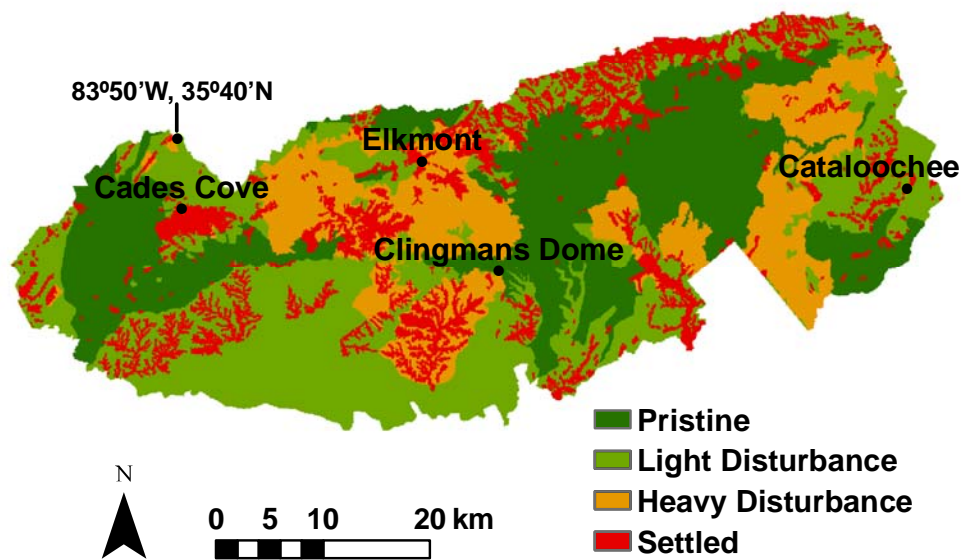 83º50’W, 35º40’N
Elkmont
Cataloochee
Cades Cove
Clingmans Dome
Pristine
Light Disturbance
Heavy Disturbance
Settled
N
0 5 10 20 km